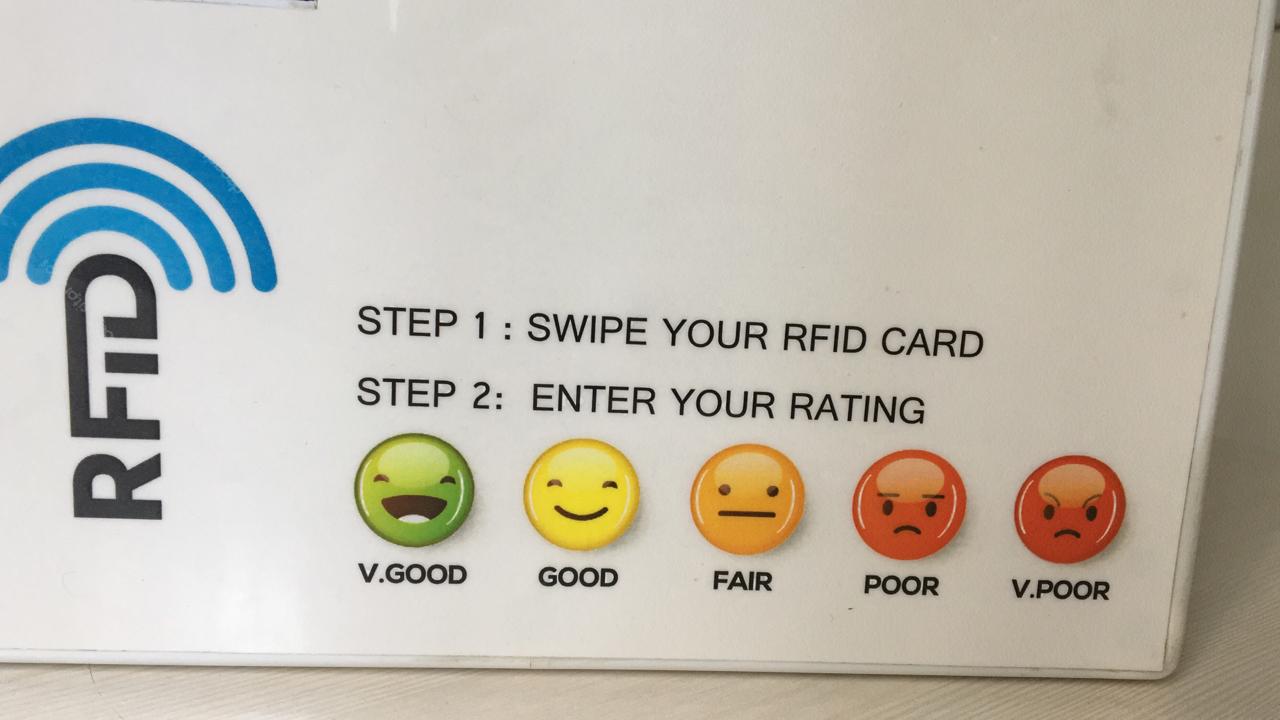 RFID
STEP 1 : SWIPE YOUR RFID CARD
STEP 2: ENTER YOUR RATING
V.GOOD GOOD FAIR POOR V.POOR